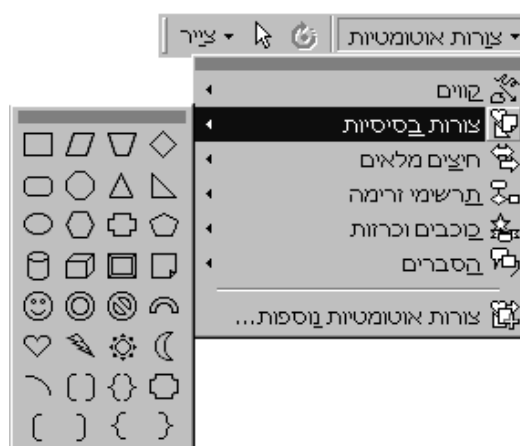 צורות אוטומטיות צייר
קווים
צורות בסיסיות
חיצים מלאים
תרשימי זרימה
כוכבים וכרזות
הסברים
צורות אוטומטיות נוספות...